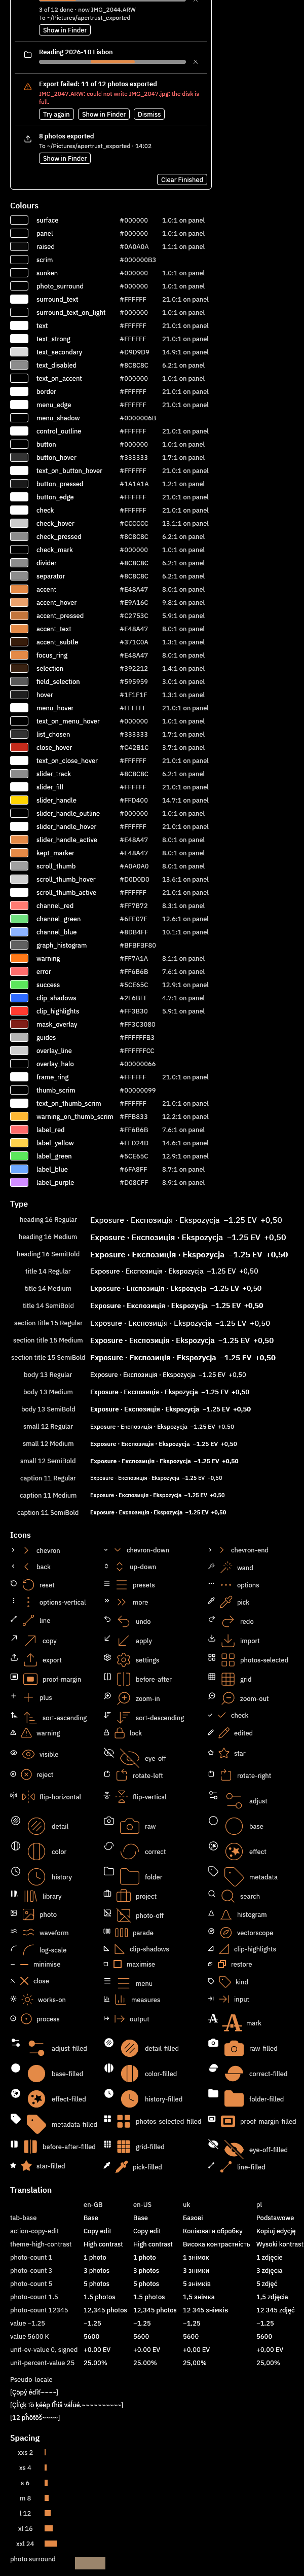 3 of 12 done · now IMG_2044.ARW
To ~/Pictures/apertrust_exported
Show in Finder
Reading 2026-10 Lisbon
Export failed: 11 of 12 photos exported
IMG_2047.ARW: could not write IMG_2047.jpg: the disk is
full.
Try again Show in Finder Dismiss
8 photos exported
To ~/Pictures/apertrust_exported · 14:02
Show in Finder
Clear Finished
Colours
surface #000000 1.0:1 on panel
panel #000000 1.0:1 on panel
raised #0A0A0A 1.1:1 on panel
scrim #000000B3
sunken #000000 1.0:1 on panel
photo_surround #000000 1.0:1 on panel
surround_text #FFFFFF 21.0:1 on panel
surround_text_on_light #000000 1.0:1 on panel
text #FFFFFF 21.0:1 on panel
text_strong #FFFFFF 21.0:1 on panel
text_secondary #D9D9D9 14.9:1 on panel
text_disabled #8C8C8C 6.2:1 on panel
text_on_accent #000000 1.0:1 on panel
border #FFFFFF 21.0:1 on panel
menu_edge #FFFFFF 21.0:1 on panel
menu_shadow #0000006B
control_outline #FFFFFF 21.0:1 on panel
button #000000 1.0:1 on panel
button_hover #333333 1.7:1 on panel
text_on_button_hover #FFFFFF 21.0:1 on panel
button_pressed #1A1A1A 1.2:1 on panel
button_edge #FFFFFF 21.0:1 on panel
check #FFFFFF 21.0:1 on panel
check_hover #CCCCCC 13.1:1 on panel
check_pressed #8C8C8C 6.2:1 on panel
check_mark #000000 1.0:1 on panel
divider #8C8C8C 6.2:1 on panel
separator #8C8C8C 6.2:1 on panel
accent #E48A47 8.0:1 on panel
accent_hover #E9A16C 9.8:1 on panel
accent_pressed #C2753C 5.9:1 on panel
accent_text #E48A47 8.0:1 on panel
accent_subtle #371C0A 1.3:1 on panel
focus_ring #E48A47 8.0:1 on panel
selection #392212 1.4:1 on panel
field_selection #595959 3.0:1 on panel
hover #1F1F1F 1.3:1 on panel
menu_hover #FFFFFF 21.0:1 on panel
text_on_menu_hover #000000 1.0:1 on panel
list_chosen #333333 1.7:1 on panel
close_hover #C42B1C 3.7:1 on panel
text_on_close_hover #FFFFFF 21.0:1 on panel
slider_track #8C8C8C 6.2:1 on panel
slider_fill #FFFFFF 21.0:1 on panel
slider_handle #FFD400 14.7:1 on panel
slider_handle_outline #000000 1.0:1 on panel
slider_handle_hover #FFFFFF 21.0:1 on panel
slider_handle_active #E48A47 8.0:1 on panel
kept_marker #E48A47 8.0:1 on panel
scroll_thumb #A0A0A0 8.0:1 on panel
scroll_thumb_hover #D0D0D0 13.6:1 on panel
scroll_thumb_active #FFFFFF 21.0:1 on panel
channel_red #FF7B72 8.3:1 on panel
channel_green #6FE07F 12.6:1 on panel
channel_blue #8DB4FF 10.1:1 on panel
graph_histogram #BFBFBF80
warning #FF7A1A 8.1:1 on panel
error #FF6B6B 7.6:1 on panel
success #5CE65C 12.9:1 on panel
clip_shadows #2F6BFF 4.7:1 on panel
clip_highlights #FF3B30 5.9:1 on panel
mask_overlay #FF3C3080
guides #FFFFFFB3
overlay_line #FFFFFFCC
overlay_halo #00000066
frame_ring #FFFFFF 21.0:1 on panel
thumb_scrim #00000099
text_on_thumb_scrim #FFFFFF 21.0:1 on panel
warning_on_thumb_scrim #FFB833 12.2:1 on panel
label_red #FF6B6B 7.6:1 on panel
label_yellow #FFD24D 14.6:1 on panel
label_green #5CE65C 12.9:1 on panel
label_blue #6FA8FF 8.7:1 on panel
label_purple #D08CFF 8.9:1 on panel
Type
heading 16 Regular Exposure · Експозиція · Ekspozycja −1.25 EV +0,50
heading 16 Medium Exposure · Експозиція · Ekspozycja −1.25 EV +0,50
heading 16 SemiBold Exposure · Експозиція · Ekspozycja −1.25 EV +0,50
title 14 Regular Exposure · Експозиція · Ekspozycja −1.25 EV +0,50
title 14 Medium Exposure · Експозиція · Ekspozycja −1.25 EV +0,50
title 14 SemiBold Exposure · Експозиція · Ekspozycja −1.25 EV +0,50
section title 15 Regular Exposure · Експозиція · Ekspozycja −1.25 EV +0,50
section title 15 Medium Exposure · Експозиція · Ekspozycja −1.25 EV +0,50
section title 15 SemiBold Exposure · Експозиція · Ekspozycja −1.25 EV +0,50
body 13 Regular Exposure · Експозиція · Ekspozycja −1.25 EV +0,50
body 13 Medium Exposure · Експозиція · Ekspozycja −1.25 EV +0,50
body 13 SemiBold Exposure · Експозиція · Ekspozycja −1.25 EV +0,50
small 12 Regular Exposure · Експозиція · Ekspozycja −1.25 EV +0,50
small 12 Medium Exposure · Експозиція · Ekspozycja −1.25 EV +0,50
small 12 SemiBold Exposure · Експозиція · Ekspozycja −1.25 EV +0,50
caption 11 Regular Exposure · Експозиція · Ekspozycja −1.25 EV +0,50
caption 11 Medium Exposure · Експозиція · Ekspozycja −1.25 EV +0,50
caption 11 SemiBold Exposure · Експозиція · Ekspozycja −1.25 EV +0,50
Icons
chevron chevron-down chevron-end
back up-down wand
reset presets options
options-vertical more pick
line undo redo
copy apply import
export settings photos-selected
proof-margin before-after grid
plus zoom-in zoom-out
sort-ascending sort-descending check
warning lock edited
visible eye-off star
reject rotate-left rotate-right
flip-horizontal flip-vertical adjust
detail raw base
color correct effect
history folder metadata
library project search
photo photo-off histogram
waveform parade vectorscope
log-scale clip-shadows clip-highlights
minimise maximise restore
close menu kind
works-on measures input
process output mark
adjust-filled detail-filled raw-filled
base-filled color-filled correct-filled
effect-filled history-filled folder-filled
metadata-filled photos-selected-filled proof-margin-filled
before-after-filled grid-filled eye-off-filled
star-filled pick-filled line-filled
Translation
en-GB en-US uk pl
tab-base Base Base Базові Podstawowe
action-copy-edit Copy edit Copy edit Копіювати обробку Kopiuj edycję
theme-high-contrast High contrast High contrast Висока контрастність Wysoki kontrast
photo-count 1 1 photo 1 photo 1 знімок 1 zdjęcie
photo-count 3 3 photos 3 photos 3 знімки 3 zdjęcia
photo-count 5 5 photos 5 photos 5 знімків 5 zdjęć
photo-count 1.5 1.5 photos 1.5 photos 1,5 знімка 1,5 zdjęcia
photo-count 12345 12,345 photos 12,345 photos 12 345 знімків 12 345 zdjęć
value −1.25 −1.25 −1.25 −1,25 −1,25
value 5600 K 5600 5600 5600 5600
unit-ev-value 0, signed +0.00 EV +0.00 EV +0,00 EV +0,00 EV
unit-percent-value 25 25.00% 25.00% 25,00% 25,00%
Pseudo-locale
[12 ~~~~]
Spacing
xxs 2
xs 4
s 6
m 8
l 12
xl 16
xxl 24
photo surround